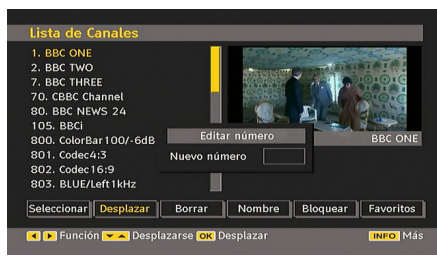 Lista de Canales
1. BBC ONE
2. BBC TWO
7. BBC THREE
70. CBBC Channel
80. BBC NEWS 24
105. BBCi
800. ColorBar100/-6dB
801. Codec4:3
802. Codec16:9
803. BLUE/Left1kHz
BBC ONE
Editar número
Nuevo número
Seleccionar Desplazar Borrar Nombre Bloquear Favoritos
Función Desplazarse OK Desplazar INFO Más